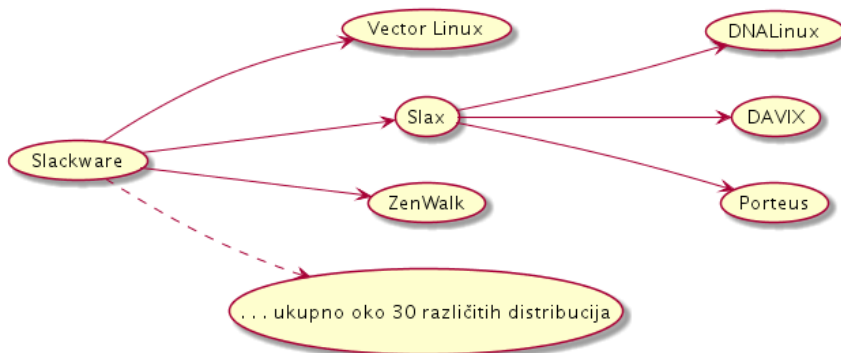 Vector Linux
DNALinux
Slax
DAVIX
Slackware
ZenWalk
Porteus
. . . ukupno oko 30 različitih distribucija